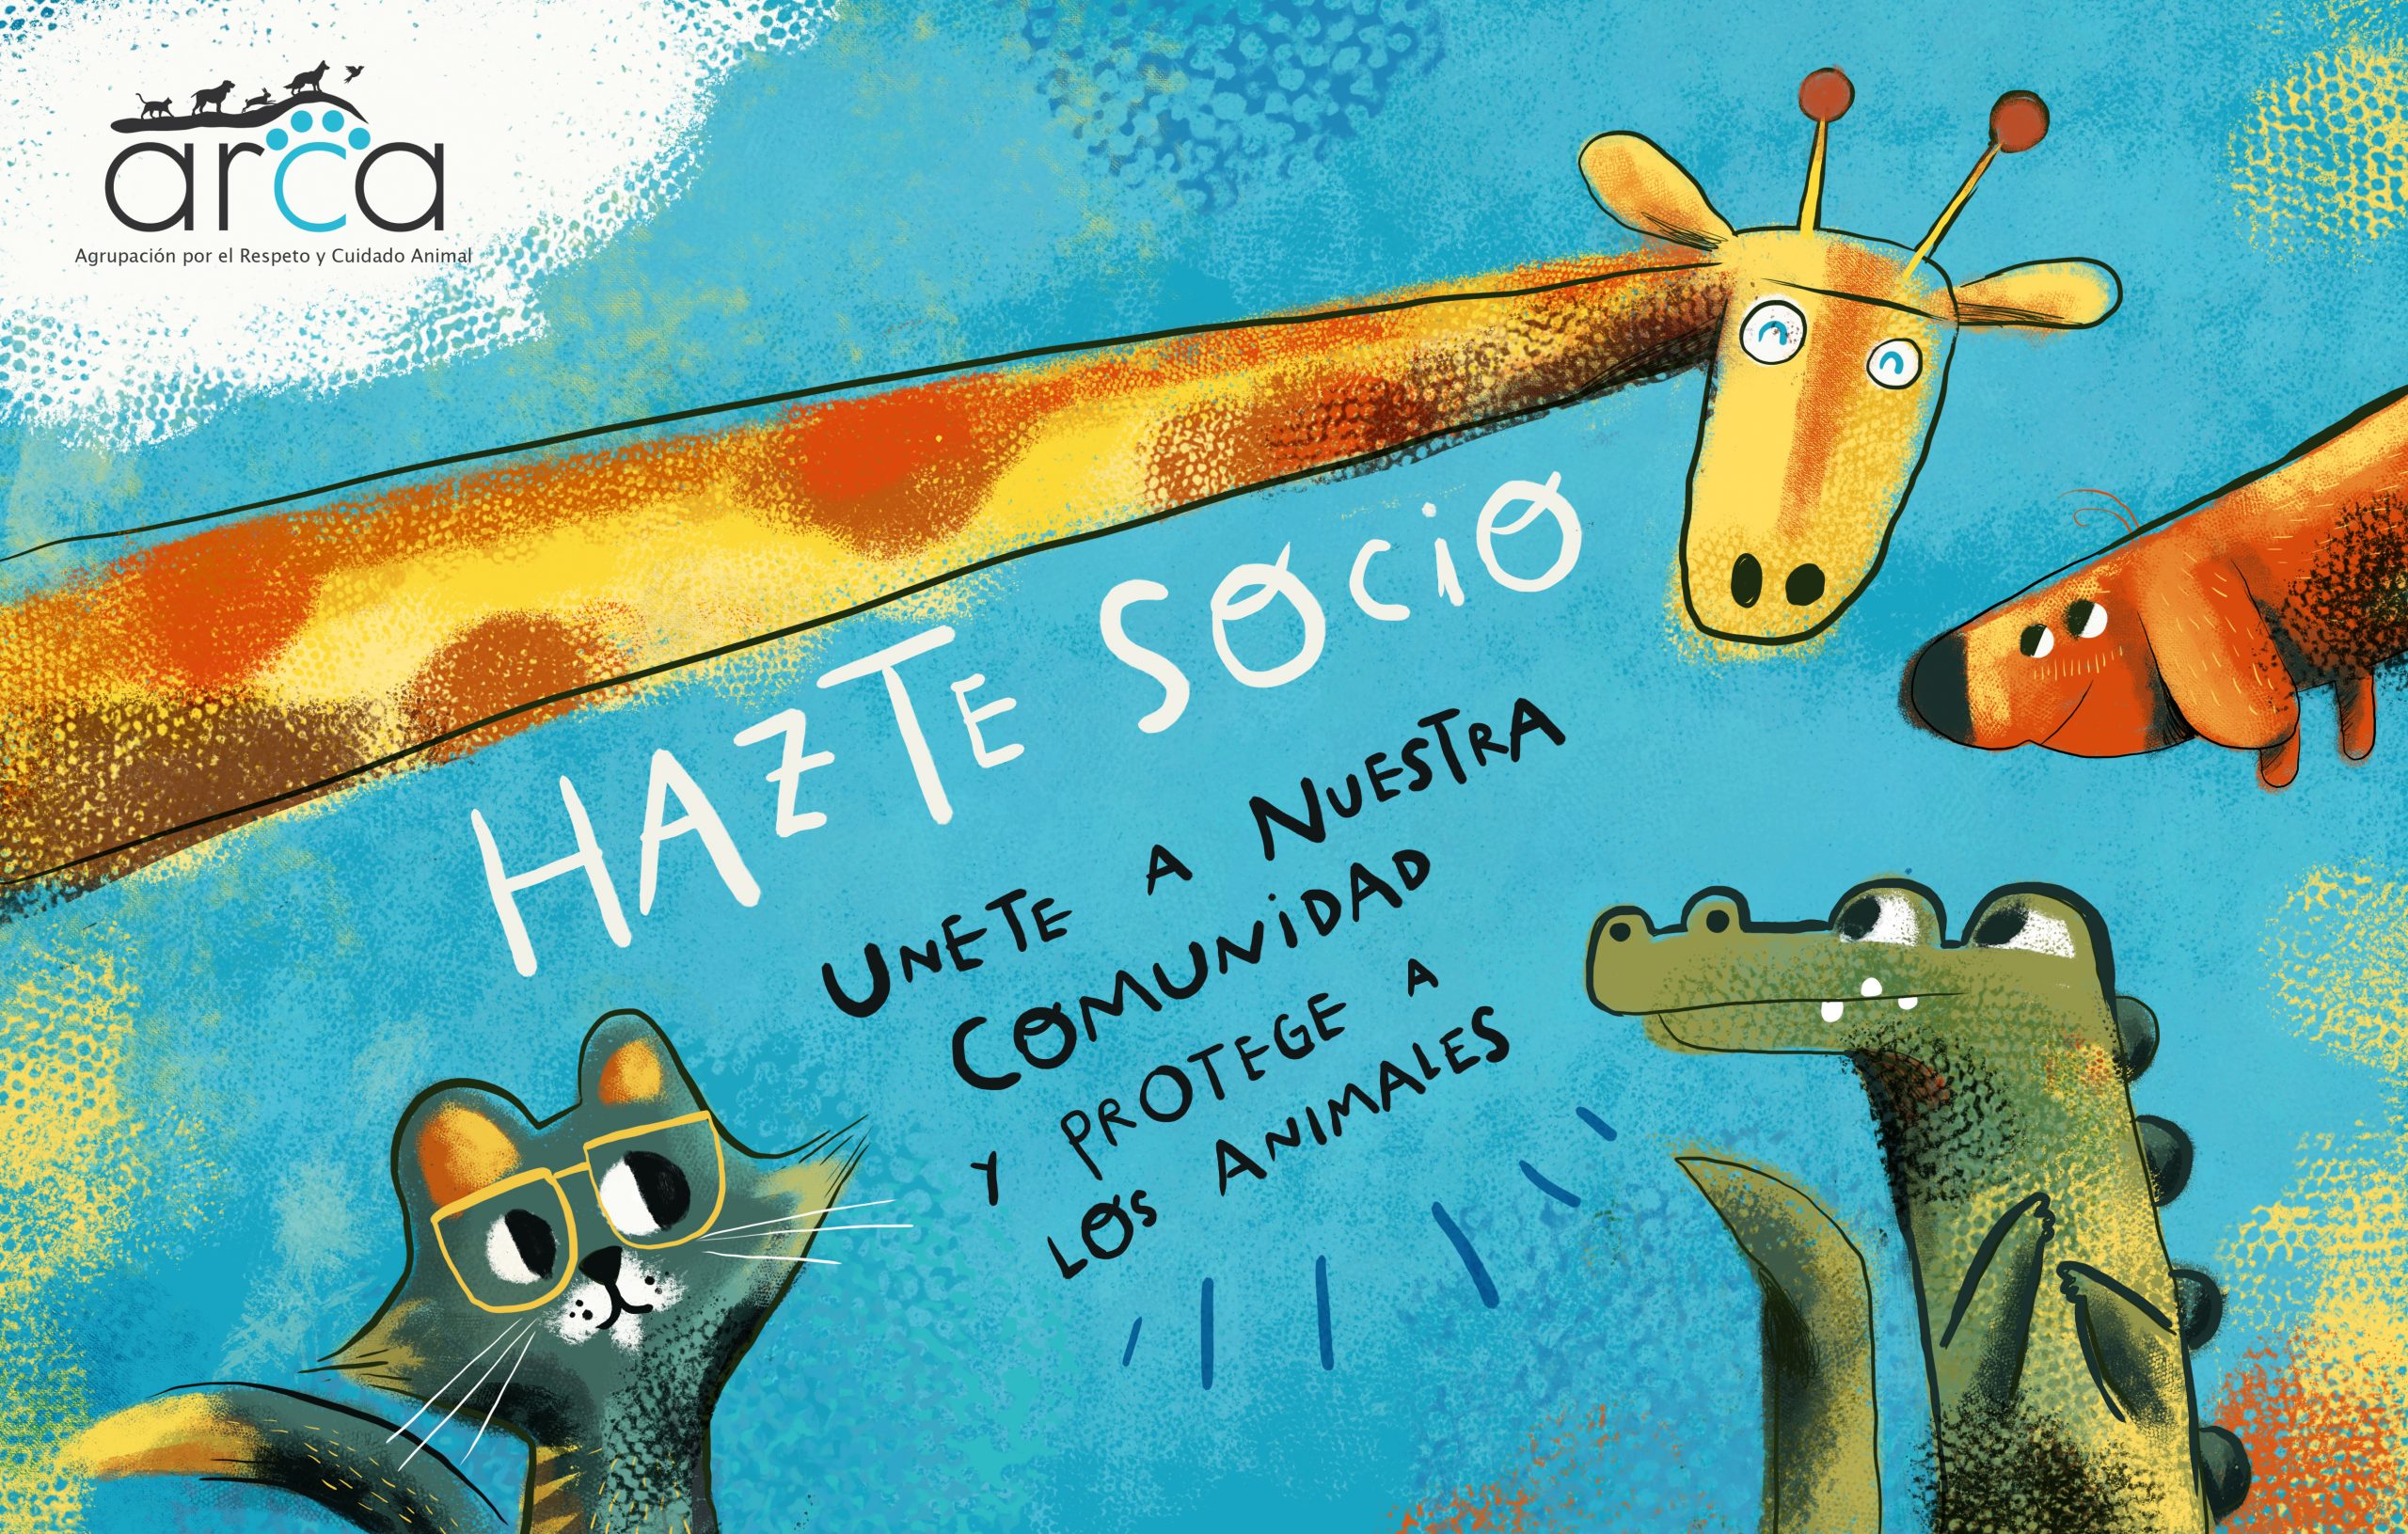 arca
Agrupación por el Respeto y Cuidado Animal
HAZTE SOCIO
UNETE A NUESTRA
COMUNIDAD
Y PROTEGE A
LOS ANIMALES